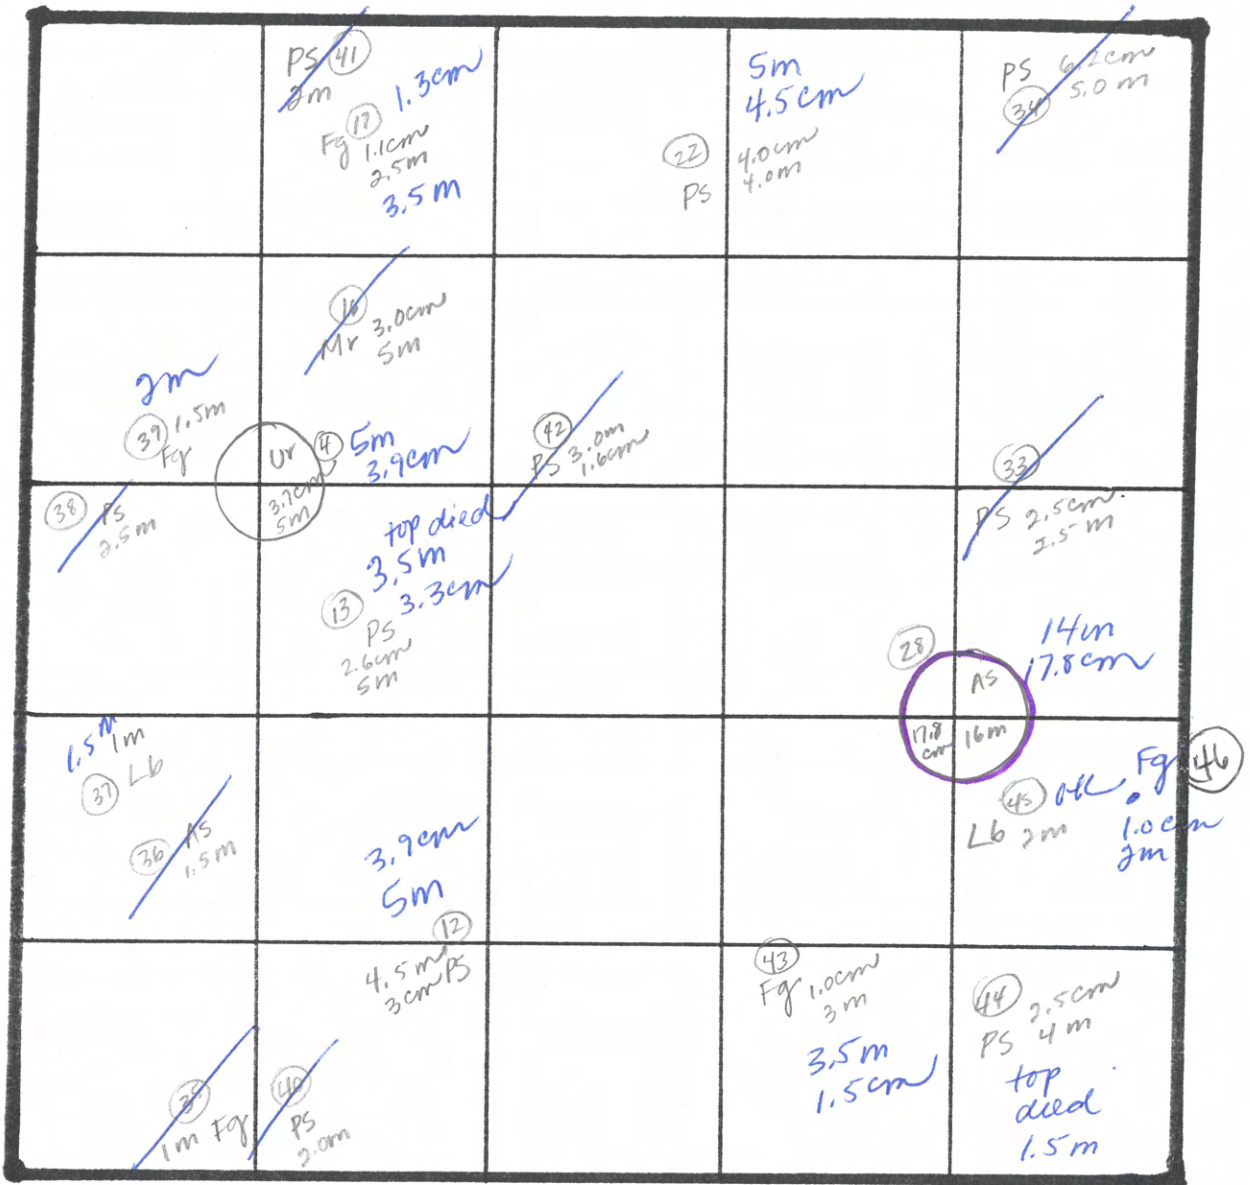 PS 41
2m
Fg 17 1.3cm
1.1cm
2.5m
3.5m
5m
4.5cm
22 4.0cm
PS 4.0m
PS 6.2cm
34 5.0m
16
Mr 3.0cm
5m
2m
39 1.5m
Fg
Ur 4 5m
3.9cm
3.7cm
5m
42
PS 3.0m
1.6cm
33
PS 2.5cm
2.5m
38 PS
2.5m
top died
3.5m
3.3cm
13
PS
2.6cm
5m
28
14m
17.8cm
As
17.8
cm
16m
1.5m 1m
37 Lb
36 As
1.5m
3.9cm
5m
12
4.5m PS
3cm
45 OK
Lb 2m
Fg 46
1.0cm
2m
43
Fg 1.0cm
3m
3.5m
1.5cm
44 2.5cm
PS 4m
top
died
1.5m
1m Fg
40
PS
2.0m